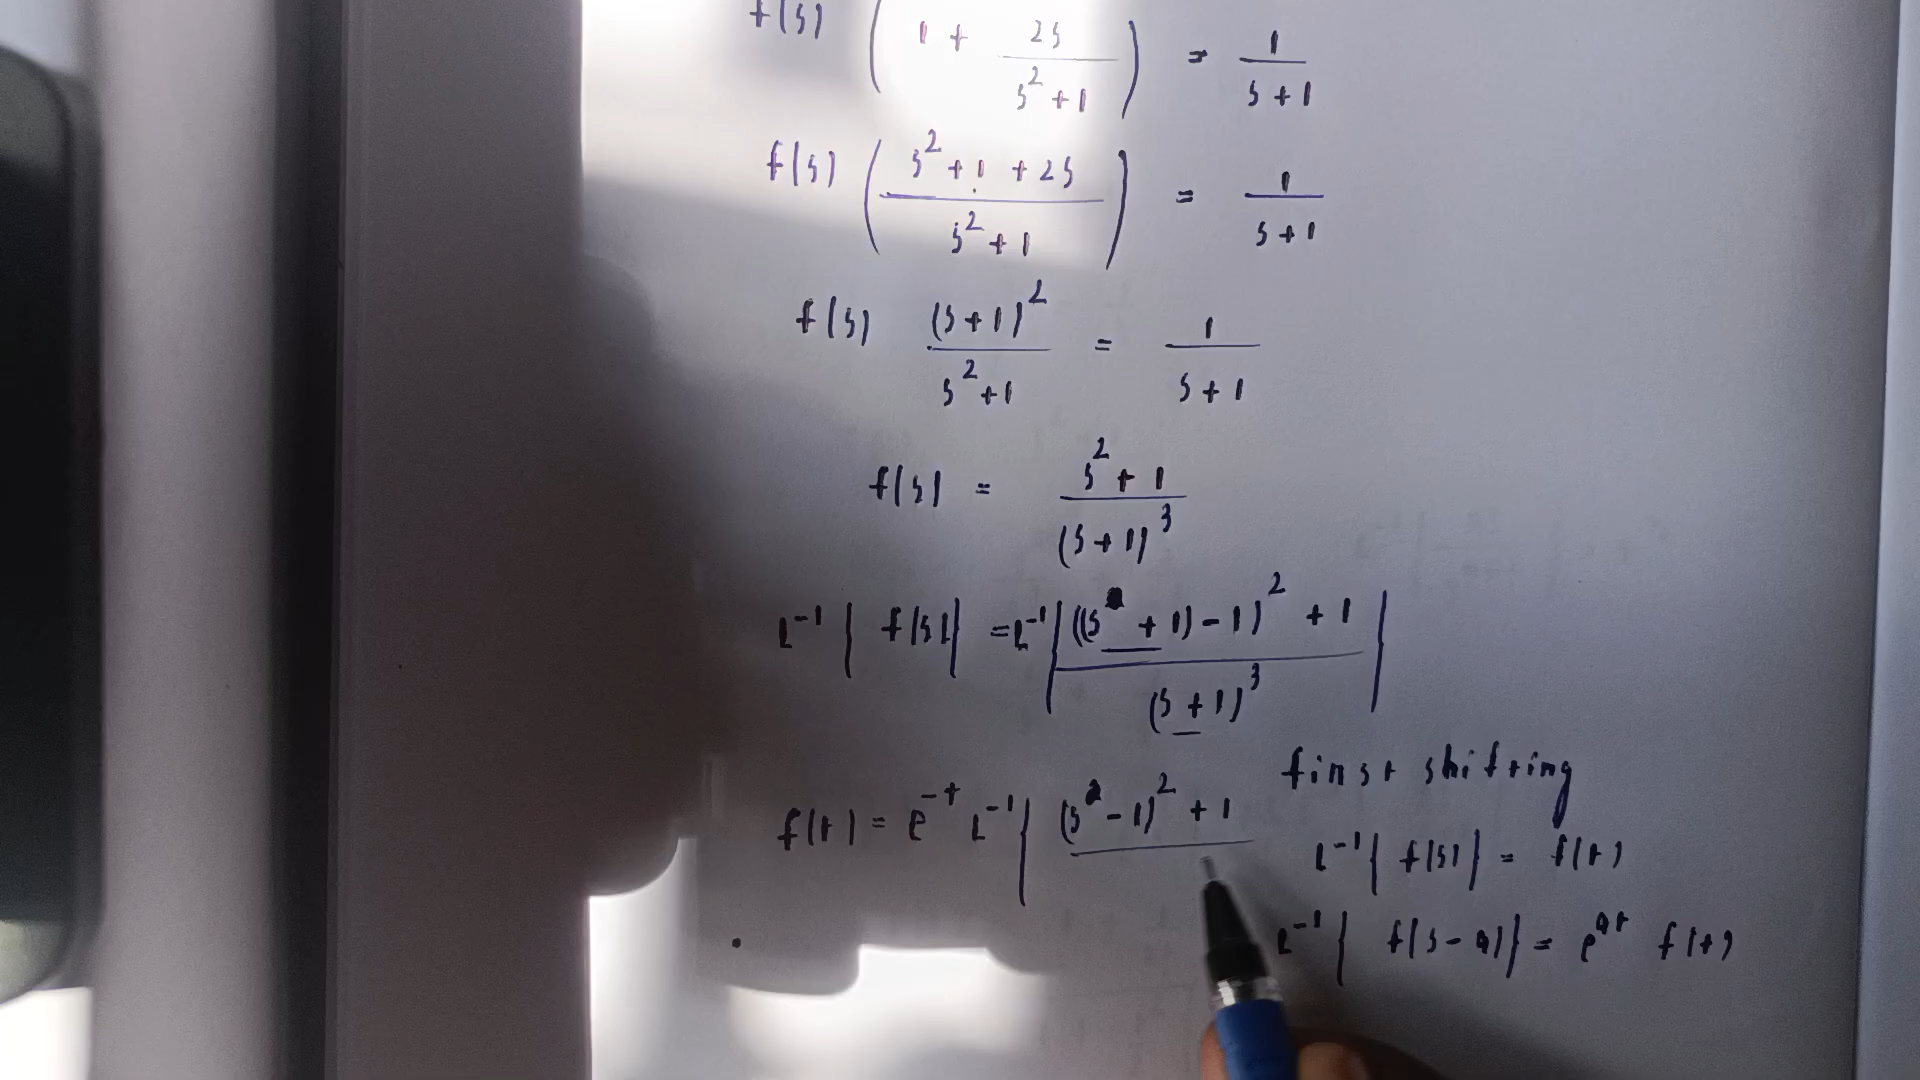 f(s) ( 1 + 2s / s² + 1 ) = 1 / s + 1
f(s) ( s² + 1 + 2s / s² + 1 ) = 1 / s + 1
f(s) (s + 1)² / s² + 1 = 1 / s + 1
f(s) = s² + 1 / (s + 1)³
L⁻¹ { f(s) } = L⁻¹ { ((s + 1) - 1)² + 1 / (s + 1)³ }
first shifting
f(t) = e⁻ᵗ L⁻¹ { (s - 1)² + 1
L⁻¹ { f(s) } = f(t)
L⁻¹ { f(s - a) } = eᵃᵗ f(t)